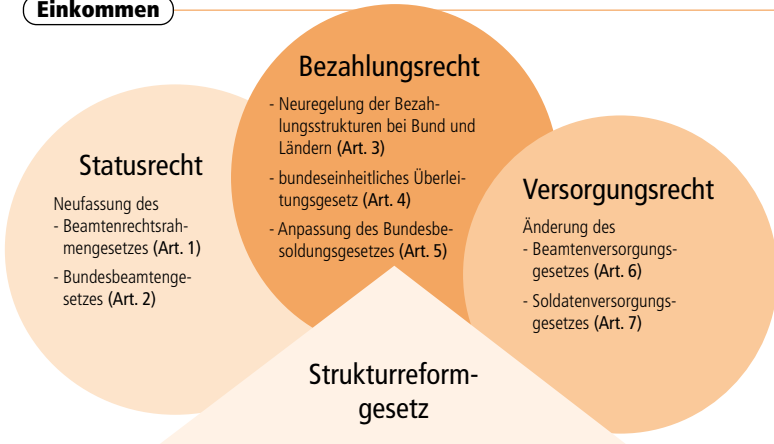 Einkommen
Bezahlungsrecht
- Neuregelung der Bezah-
lungsstrukturen bei Bund und
Ländern (Art. 3)
- bundeseinheitliches Überlei-
tungsgesetz (Art. 4)
- Anpassung des Bundesbe-
soldungsgesetzes (Art. 5)
Statusrecht
Neufassung des
- Beamtenrechtsrah-
mengesetzes (Art. 1)
- Bundesbeamtenge-
setzes (Art. 2)
Versorgungsrecht
Änderung des
- Beamtenversorgungs-
gesetzes (Art. 6)
- Soldatenversorgungs-
gesetzes (Art. 7)
Strukturreform-
gesetz